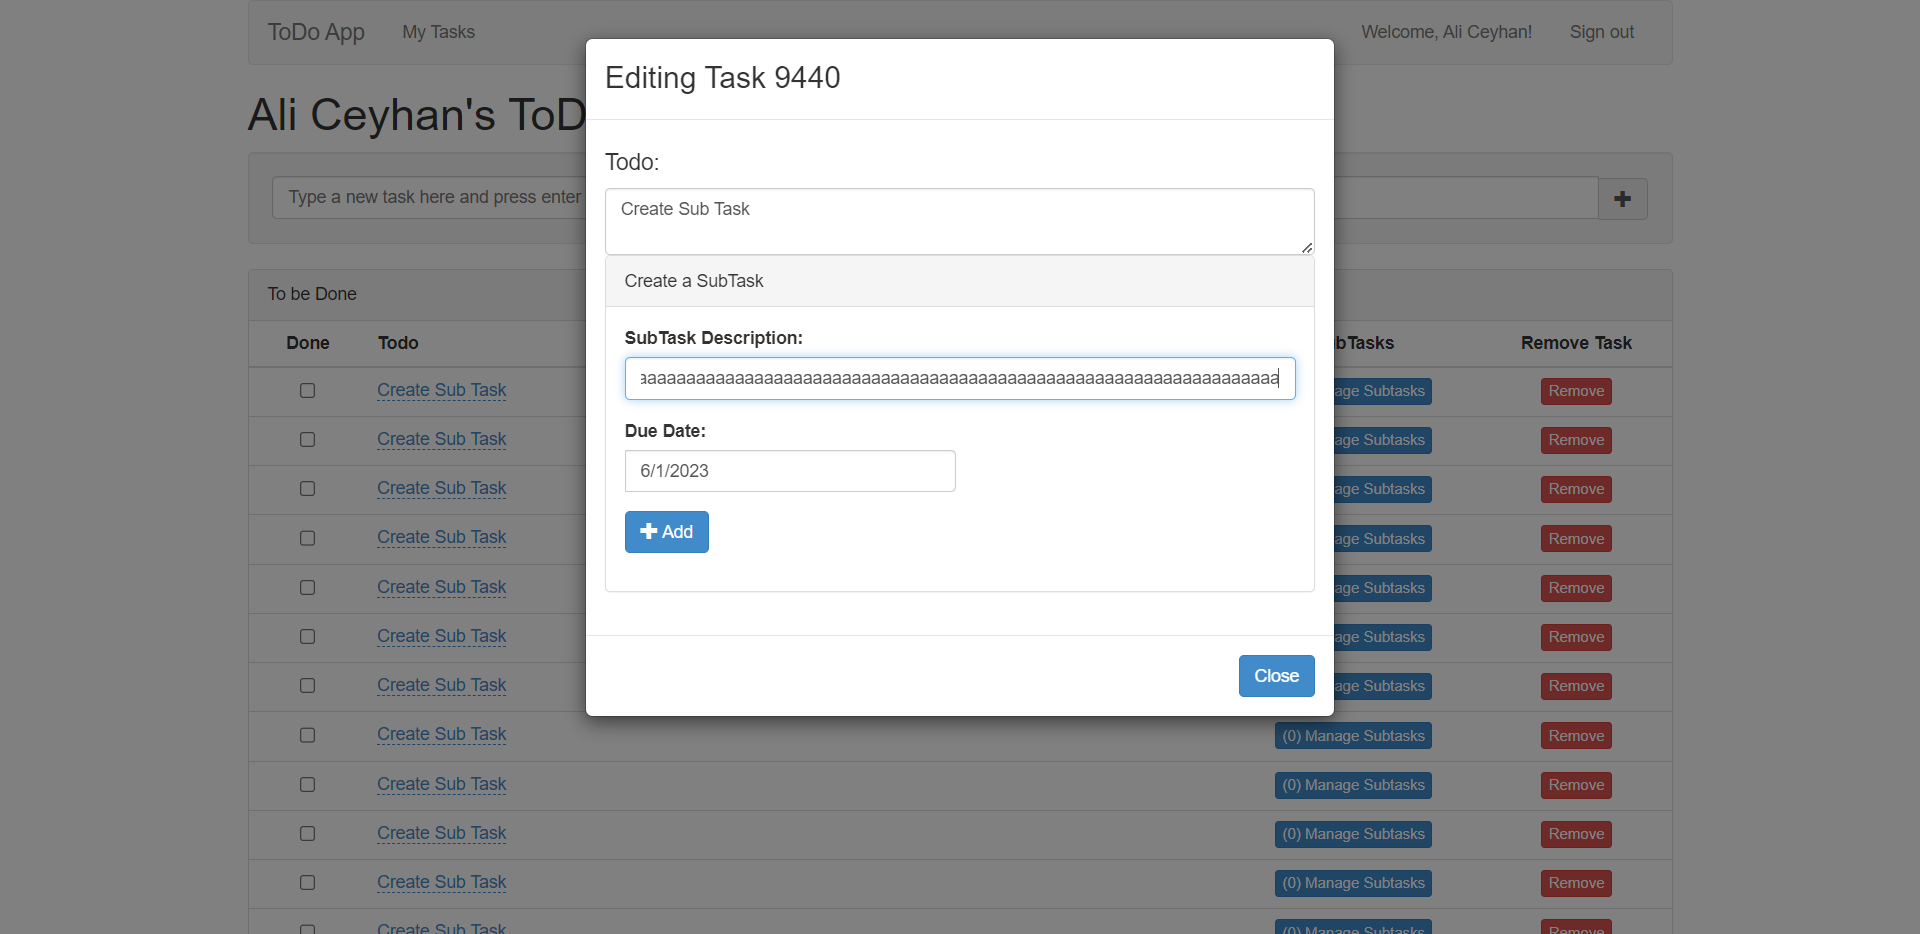 ToDo App My Tasks Welcome, Ali Ceyhan! Sign out
Ali Ceyhan's ToD
Type a new task here and press enter
To be Done
Done Todo bTasks Remove Task
Create Sub Task age Subtasks Remove
Create Sub Task age Subtasks Remove
Create Sub Task age Subtasks Remove
Create Sub Task age Subtasks Remove
Create Sub Task age Subtasks Remove
Create Sub Task age Subtasks Remove
Create Sub Task age Subtasks Remove
Create Sub Task (0) Manage Subtasks Remove
Create Sub Task (0) Manage Subtasks Remove
Create Sub Task (0) Manage Subtasks Remove
Create Sub Task (0) Manage Subtasks Remove
Create Sub Task (0) Manage Subtasks Remove
Editing Task 9440
Todo:
Create Sub Task
Create a SubTask
SubTask Description:
aaaaaaaaaaaaaaaaaaaaaaaaaaaaaaaaaaaaaaaaaaaaaaaaaaaaaaaaaaaaaaaaaa
Due Date:
6/1/2023
Add
Close